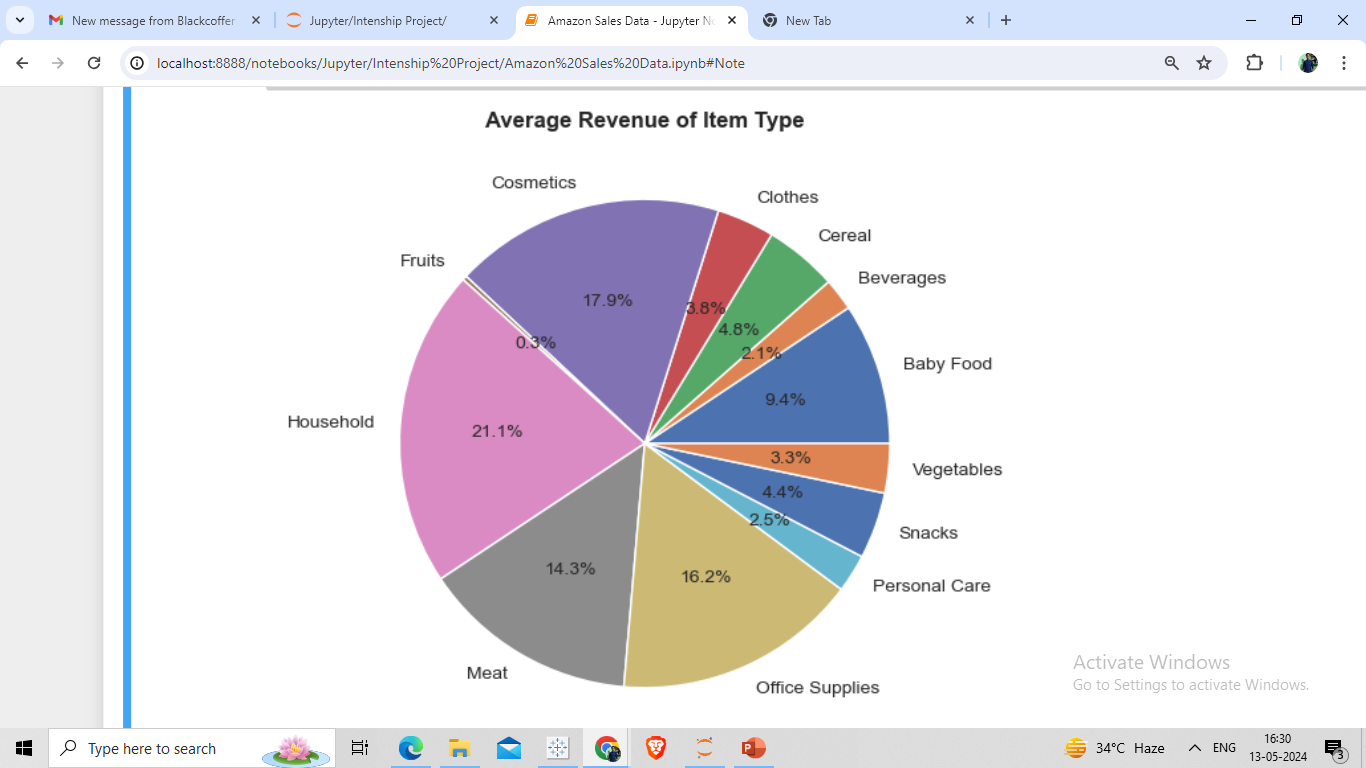 New message from Blackcoffer
Jupyter/Intenship Project/
Amazon Sales Data - Jupyter No
New Tab
localhost:8888/notebooks/Jupyter/Intenship%20Project/Amazon%20Sales%20Data.ipynb#Note
Average Revenue of Item Type
Cosmetics
Clothes
Cereal
Fruits
Beverages
17.9%
3.8%
4.8%
0.3%
2.1%
Baby Food
9.4%
Household
21.1%
3.3%
Vegetables
4.4%
2.5%
Snacks
14.3%
16.2%
Personal Care
Meat
Office Supplies
Activate Windows
Go to Settings to activate Windows.
Type here to search
34°C Haze
ENG
16:30
13-05-2024
3